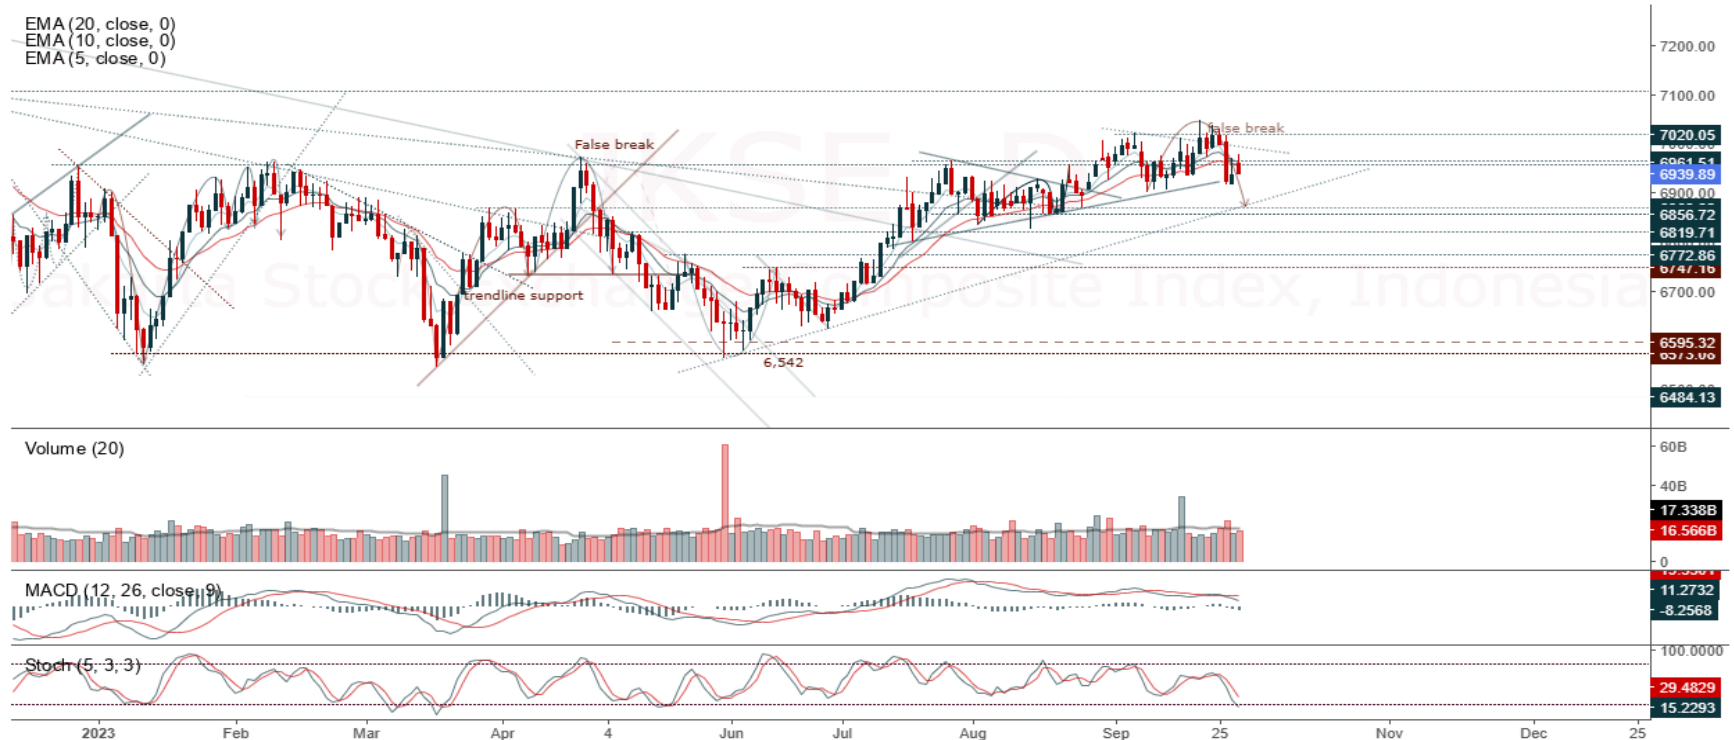 EMA (20, close, 0)
EMA (10, close, 0)
EMA (5, close, 0)
7200.00
7100.00
False break
false break
7020.05
6961.51
6939.89
6900.00
6856.72
6819.71
6772.86
6747.16
trendline support
6700.00
6595.32
6573.08
6,542
6484.13
Volume (20)
60B
40B
17.338B
16.566B
0
MACD (12, 26, close, 9)
11.2732
-8.2568
Stoch (5, 3, 3)
100.0000
29.4829
15.2293
2023 Feb Mar Apr 4 Jun Jul Aug Sep 25 Nov Dec 25